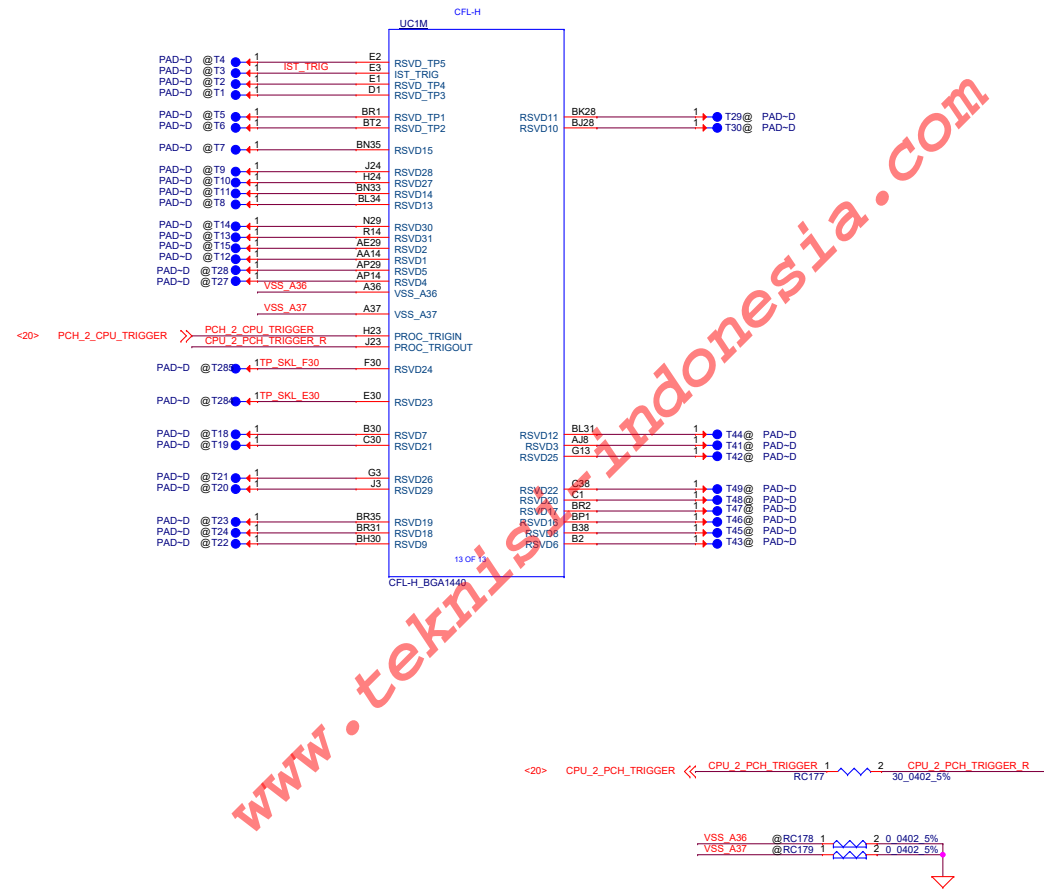 CFL-H
UC1M
PAD~D @T4 1 E2 RSVD_TP5
PAD~D @T3 1 IST_TRIG E3 IST_TRIG
PAD~D @T2 1 E1 RSVD_TP4
PAD~D @T1 1 D1 RSVD_TP3
PAD~D @T5 1 BR1 RSVD_TP1 RSVD11 BK28 1 T29@ PAD~D
PAD~D @T6 1 BT2 RSVD_TP2 RSVD10 BJ28 1 T30@ PAD~D
PAD~D @T7 1 BN35 RSVD15
PAD~D @T9 1 J24 RSVD28
PAD~D @T10 1 H24 RSVD27
PAD~D @T11 1 BN33 RSVD14
PAD~D @T8 1 BL34 RSVD13
PAD~D @T14 1 N29 RSVD30
PAD~D @T13 1 R14 RSVD31
PAD~D @T15 1 AE29 RSVD2
PAD~D @T12 1 AA14 RSVD1
PAD~D @T28 1 AP29 RSVD5
PAD~D @T27 1 AP14 RSVD4
VSS_A36 A36 VSS_A36
VSS_A37 A37 VSS_A37
<20> PCH_2_CPU_TRIGGER PCH_2_CPU_TRIGGER H23 PROC_TRIGIN
CPU_2_PCH_TRIGGER_R J23 PROC_TRIGOUT
PAD~D @T285 1 TP_SKL_F30 F30 RSVD24
PAD~D @T284 1 TP_SKL_E30 E30 RSVD23
PAD~D @T18 1 B30 RSVD7 RSVD12 BL31 1 T44@ PAD~D
PAD~D @T19 1 C30 RSVD21 RSVD3 AJ8 1 T41@ PAD~D
RSVD25 G13 1 T42@ PAD~D
PAD~D @T21 1 G3 RSVD26
PAD~D @T20 1 J3 RSVD29 RSVD22 C38 1 T49@ PAD~D
RSVD20 C1 1 T48@ PAD~D
RSVD17 BR2 1 T47@ PAD~D
PAD~D @T23 1 BR35 RSVD19 RSVD16 BP1 1 T46@ PAD~D
PAD~D @T24 1 BR31 RSVD18 RSVD8 B38 1 T45@ PAD~D
PAD~D @T22 1 BH30 RSVD9 RSVD6 B2 1 T43@ PAD~D
13 OF 13
CFL-H_BGA1440
www.teknisi-indonesia.com
<20> CPU_2_PCH_TRIGGER CPU_2_PCH_TRIGGER 1 2 CPU_2_PCH_TRIGGER_R
RC177 30_0402_5%
VSS_A36 @RC178 1 2 0_0402_5%
VSS_A37 @RC179 1 2 0_0402_5%